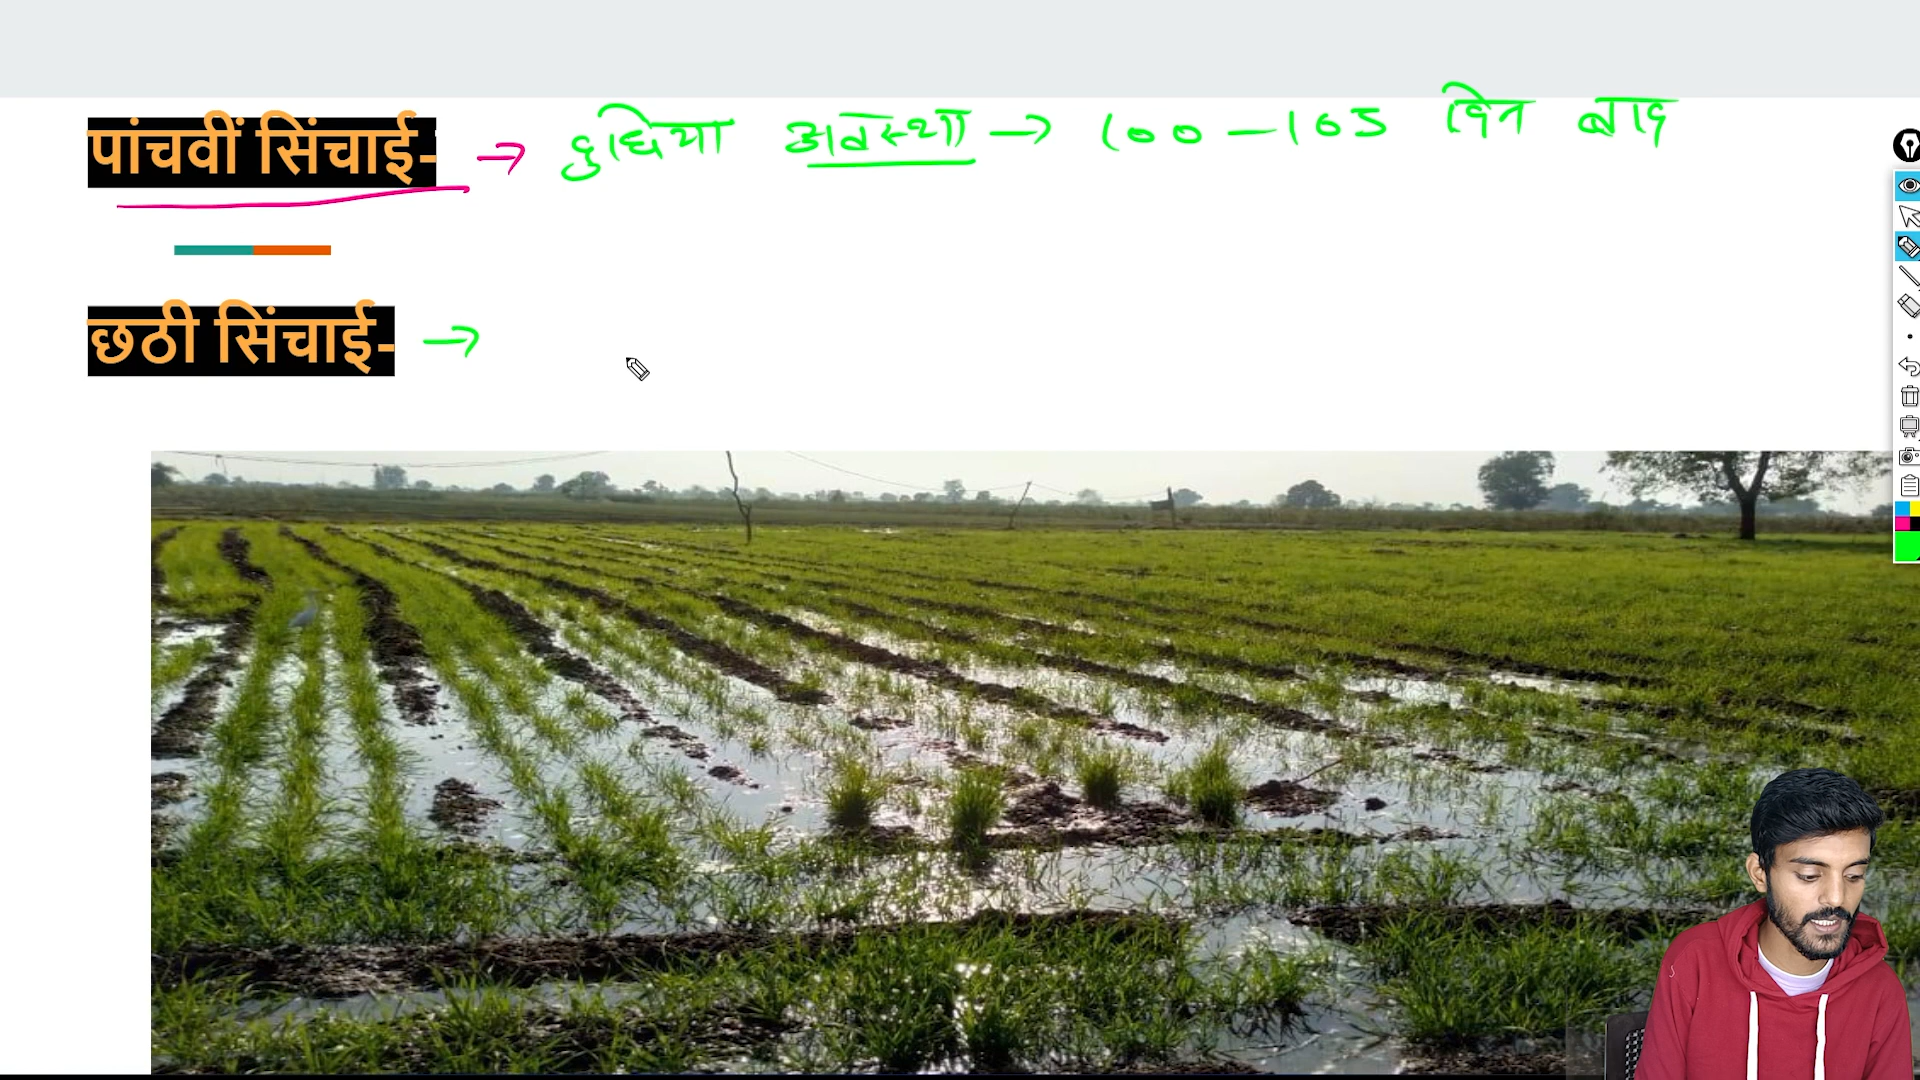 पांचवीं सिंचाई- → दुधिया अवस्था → 100 – 105 दिन बाद
छठी सिंचाई- →